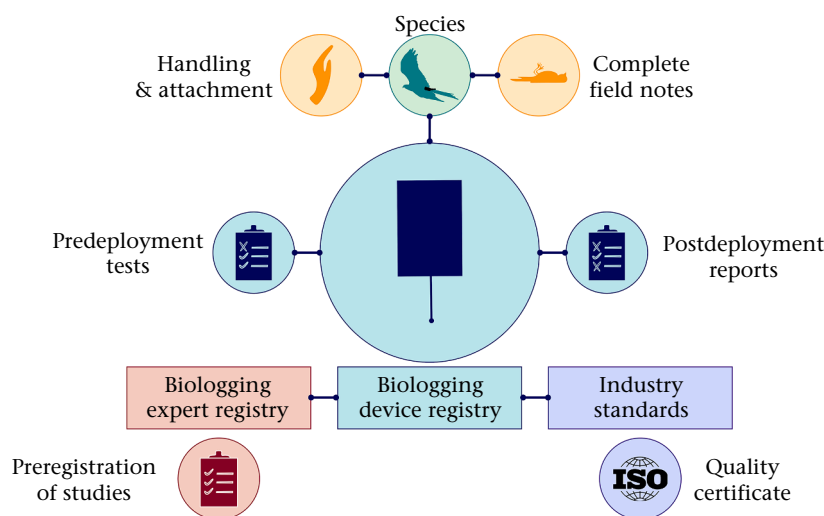 Species
Handling
& attachment
Complete
field notes
Predeployment
tests
Postdeployment
reports
Biologging
expert registry
Biologging
device registry
Industry
standards
Preregistration
of studies
ISO
Quality
certificate